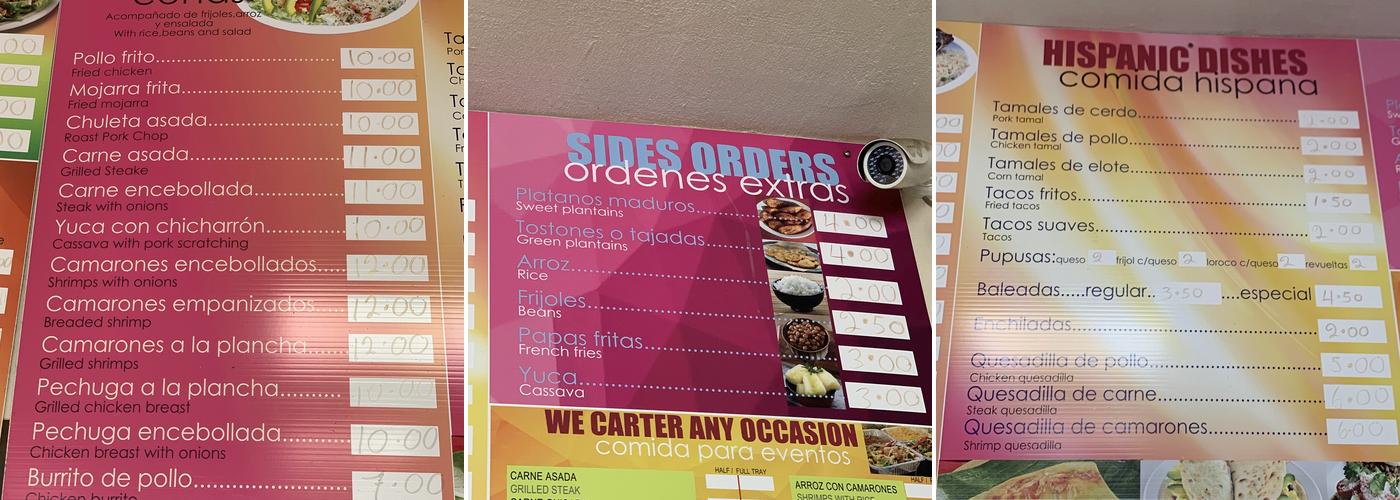 Acompañado de frijoles,arroz
y ensalada
With rice,beans and salad
Pollo frito 10.00
Fried chicken
Mojarra frita 10.00
Fried mojarra
Chuleta asada 10.00
Roast Pork Chop
Carne asada 11.00
Grilled Steake
Carne encebollada 11.00
Steak with onions
Yuca con chicharrón 10.00
Cassava with pork scratching
Camarones encebollados 12.00
Shrimps with onions
Camarones empanizados 12.00
Breaded shrimp
Camarones a la plancha 12.00
Grilled shrimps
Pechuga a la plancha 10.00
Grilled chicken breast
Pechuga encebollada 10.00
Chicken breast with onions
Burrito de pollo 7.00
Chicken burrito
SIDES ORDERS
ordenes extras
Platanos maduros 4.00
Sweet plantains
Tostones o tajadas 4.00
Green plantains
Arroz 2.00
Rice
Frijoles 2.50
Beans
Papas fritas 3.00
French fries
Yuca 3.00
Cassava
WE CARTER ANY OCCASION
comida para eventos
HALF / FULL TRAY
CARNE ASADA
GRILLED STEAK
ARROZ CON CAMARONES
SHRIMPS WITH RICE
HISPANIC DISHES
comida hispana
Tamales de cerdo 2.00
Pork tamal
Tamales de pollo 2.00
Chicken tamal
Tamales de elote 2.00
Corn tamal
Tacos fritos 1.50
Fried tacos
Tacos suaves 2.00
Tacos
Pupusas:queso 2 frijol c/queso 2 loroco c/queso 2 revueltas 2
Baleadas.....regular.. 3.50 ....especial 4.50
Enchiladas 2.00
Quesadilla de pollo 5.00
Chicken quesadilla
Quesadilla de carne 6.00
Steak quesadilla
Quesadilla de camarones 6.00
Shrimp quesadilla